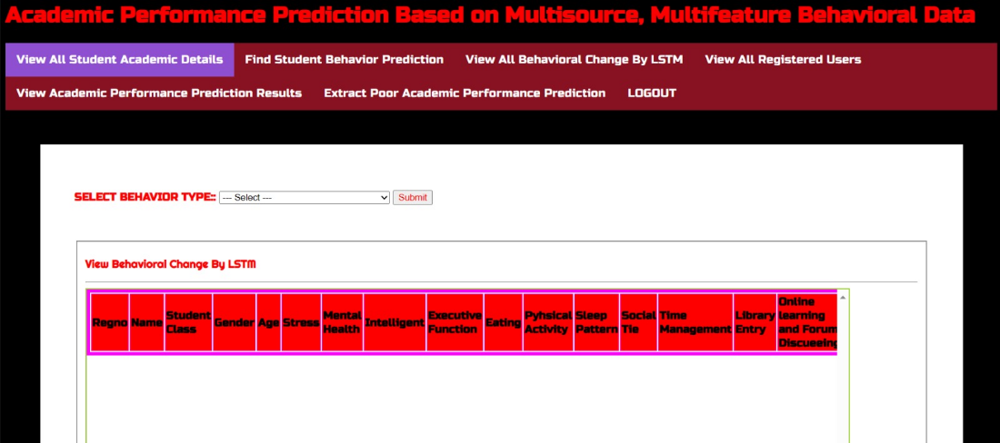 Academic Performance Prediction Based on Multisource, Multifeature Behavioral Data
View All Student Academic Details Find Student Behavior Prediction View All Behavioral Change By LSTM View All Registered Users
View Academic Performance Prediction Results Extract Poor Academic Performance Prediction LOGOUT
SELECT BEHAVIOR TYPE:: --- Select --- Submit
View Behavioral Change By LSTM
Regno Name Student Class Gender Age Stress Mental Health Intelligent Executive Function Eating Pyhsical Activity Sleep Pattern Social Tie Time Management Library Entry Online learning and Forum Discueeing